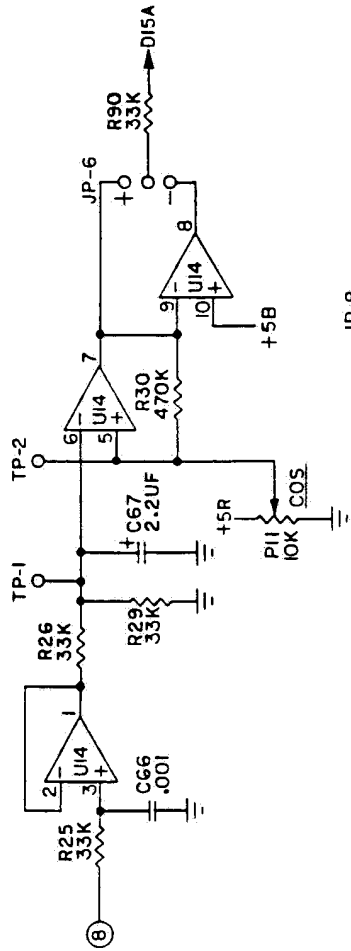 8
R25
33K
C66
.001
2
3
1
-
+
U14
R26
33K
TP-1
R29
33K
+
C67
2.2UF
TP-2
6
5
7
-
+
U14
R30
470K
+5R
P11
10K
COS
9
10
8
-
+
U14
+5B
JP-6
+
-
R90
33K
D15A
JP-8